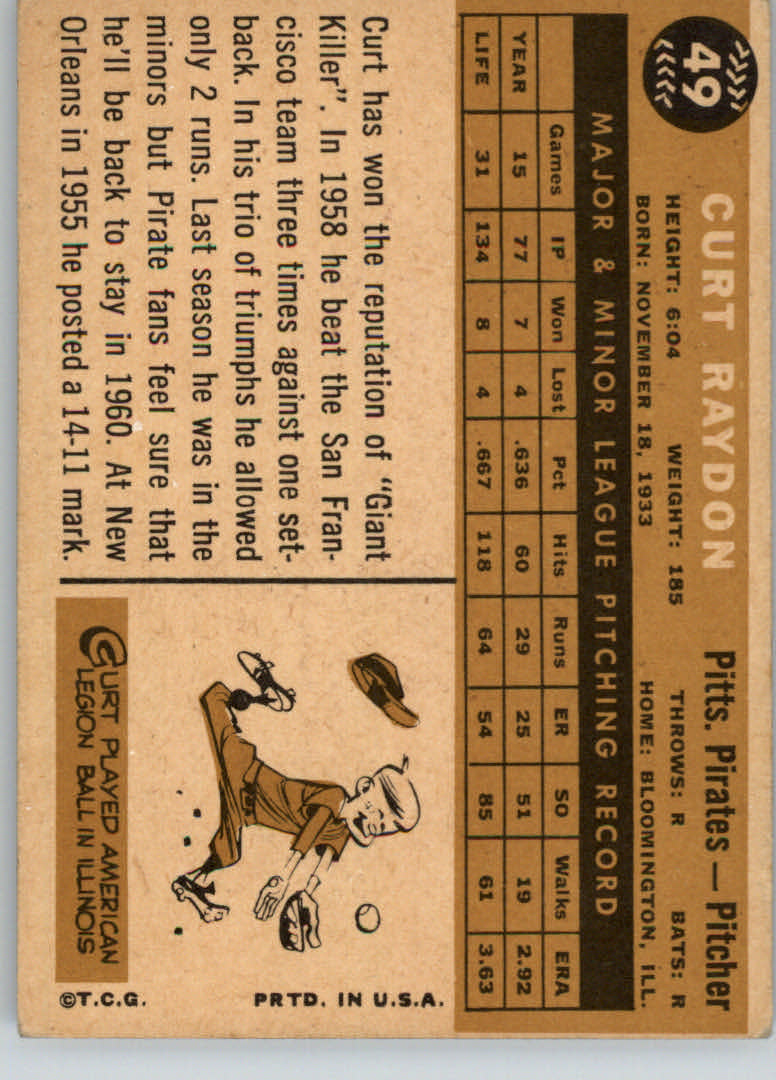 49
CURT RAYDON
Pitts. Pirates — Pitcher
HEIGHT: 6:04 WEIGHT: 185 THROWS: R BATS: R
BORN: NOVEMBER 18, 1933 HOME: BLOOMINGTON, ILL.
MAJOR & MINOR LEAGUE PITCHING RECORD
Games IP Won Lost Pct Hits Runs ER SO Walks ERA
YEAR 15 77 7 4 .636 60 29 25 51 19 2.92
LIFE 31 134 8 4 .667 118 64 54 85 61 3.63
Curt has won the reputation of “Giant
Killer”. In 1958 he beat the San Fran-
cisco team three times against one set-
back. In his trio of triumphs he allowed
only 2 runs. Last season he was in the
minors but Pirate fans feel sure that
he'll be back to stay in 1960. At New
Orleans in 1955 he posted a 14-11 mark.
CURT PLAYED AMERICAN
LEGION BALL IN ILLINOIS
©T.C.G. PRTD. IN U.S.A.